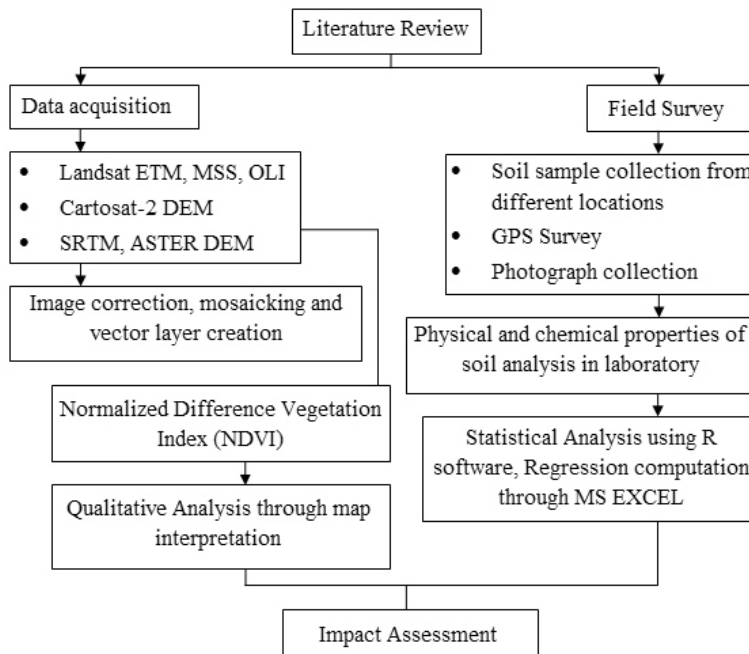 Literature Review
Data acquisition
• Landsat ETM, MSS, OLI
• Cartosat-2 DEM
• SRTM, ASTER DEM
Image correction, mosaicking and
vector layer creation
Normalized Difference Vegetation
Index (NDVI)
Qualitative Analysis through map
interpretation
Field Survey
• Soil sample collection from
different locations
• GPS Survey
• Photograph collection
Physical and chemical properties of
soil analysis in laboratory
Statistical Analysis using R
software, Regression computation
through MS EXCEL
Impact Assessment